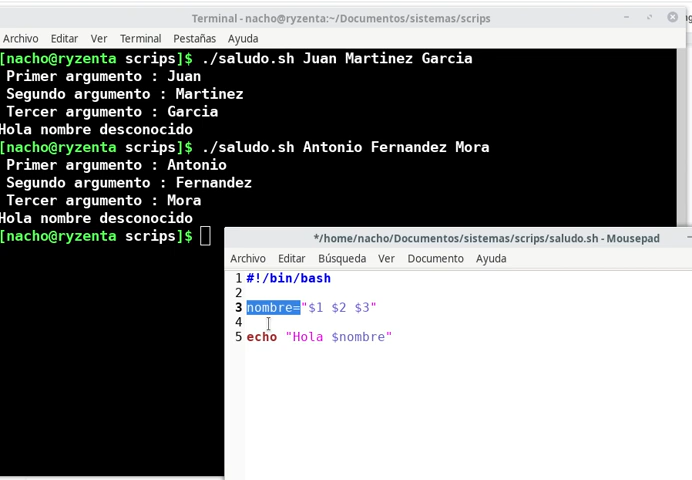 Terminal - nacho@ryzenta:~/Documentos/sistemas/scrips
Archivo Editar Ver Terminal Pestañas Ayuda
[nacho@ryzenta scrips]$ ./saludo.sh Juan Martinez Garcia
Primer argumento : Juan
Segundo argumento : Martinez
Tercer argumento : Garcia
Hola nombre desconocido
[nacho@ryzenta scrips]$ ./saludo.sh Antonio Fernandez Mora
Primer argumento : Antonio
Segundo argumento : Fernandez
Tercer argumento : Mora
Hola nombre desconocido
[nacho@ryzenta scrips]$
*/home/nacho/Documentos/sistemas/scrips/saludo.sh - Mousepad
Archivo Editar Búsqueda Ver Documento Ayuda
1 #!/bin/bash
2
3 nombre="$1 $2 $3"
4
5 echo "Hola $nombre"